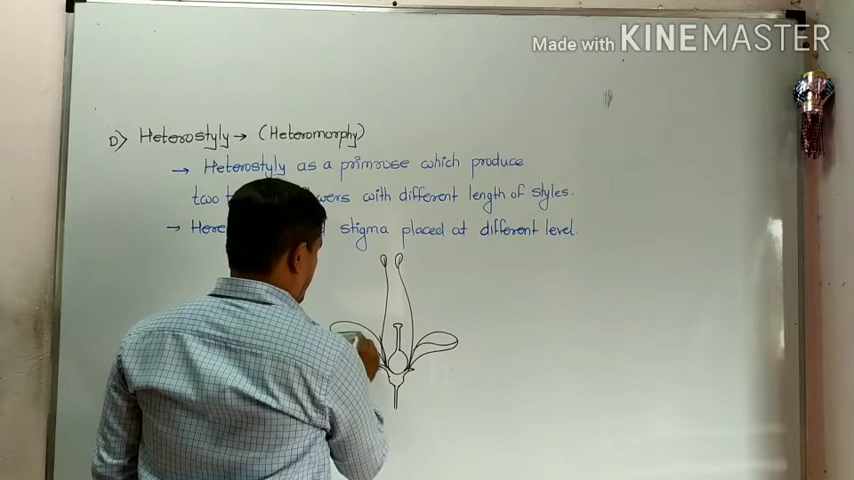 Made with KINEMASTER
D> Heterostyly → (Heteromorphy)
→ Heterostyly as a primrose which produce
two flowers with different length of styles.
→ Here stigma placed at different level.